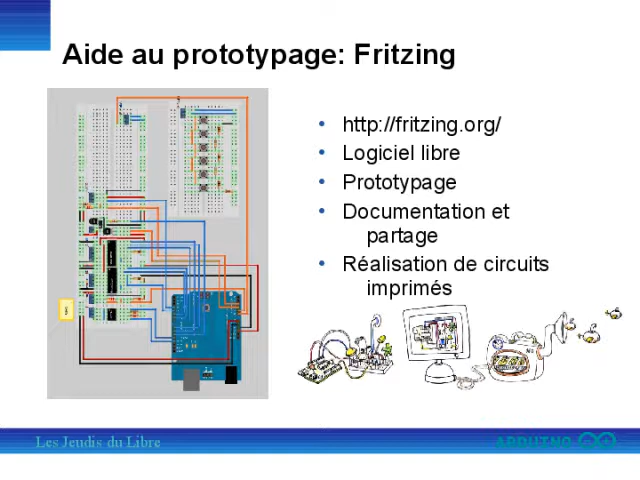 Aide au prototypage: Fritzing
http://fritzing.org/
Logiciel libre
Prototypage
Documentation et
partage
Réalisation de circuits
imprimés
Les Jeudis du Libre
ARDUINO